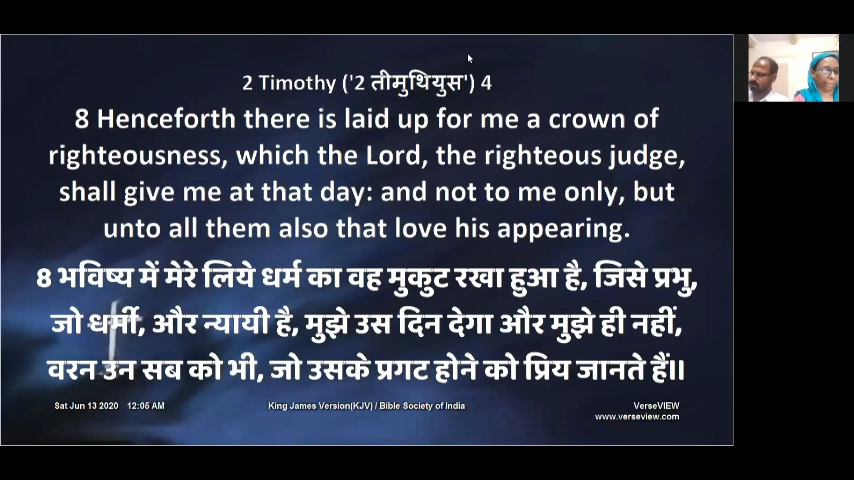 2 Timothy ('2 तीमुथियुस') 4
8 Henceforth there is laid up for me a crown of
righteousness, which the Lord, the righteous judge,
shall give me at that day: and not to me only, but
unto all them also that love his appearing.
8 भविष्य में मेरे लिये धर्म का वह मुकुट रखा हुआ है, जिसे प्रभु,
जो धर्मी, और न्यायी है, मुझे उस दिन देगा और मुझे ही नहीं,
वरन उन सब को भी, जो उसके प्रगट होने को प्रिय जानते हैं॥
Sat Jun 13 2020 12:05 AM
King James Version(KJV) / Bible Society of India
VerseVIEW
www.verseview.com